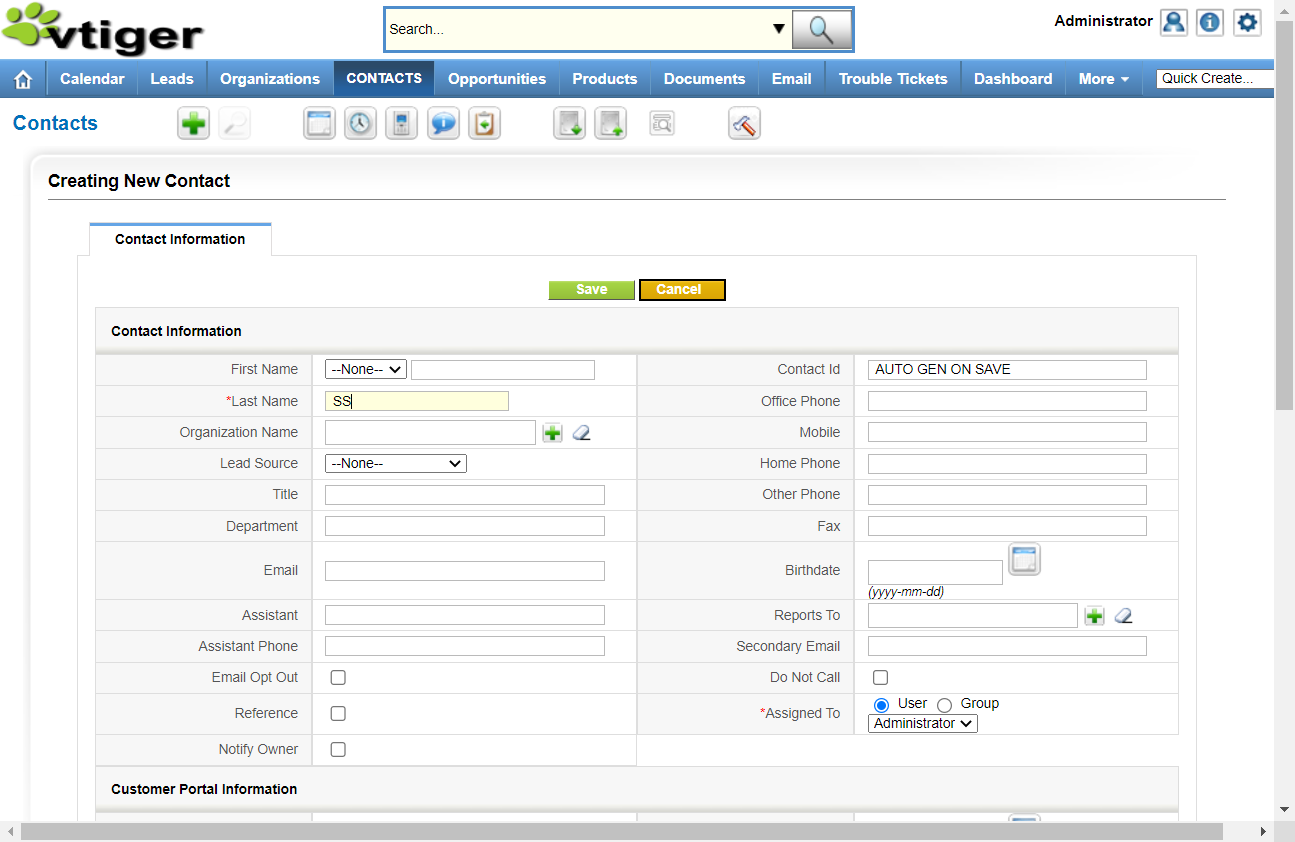 vtiger
Search...
Administrator
Calendar Leads Organizations CONTACTS Opportunities Products Documents Email Trouble Tickets Dashboard More Quick Create...
Contacts
Creating New Contact
Contact Information
Save Cancel
Contact Information
First Name --None-- Contact Id AUTO GEN ON SAVE
*Last Name SS Office Phone
Organization Name Mobile
Lead Source --None-- Home Phone
Title Other Phone
Department Fax
Email Birthdate
(yyyy-mm-dd)
Assistant Reports To
Assistant Phone Secondary Email
Email Opt Out Do Not Call
Reference *Assigned To User Group
Administrator
Notify Owner
Customer Portal Information